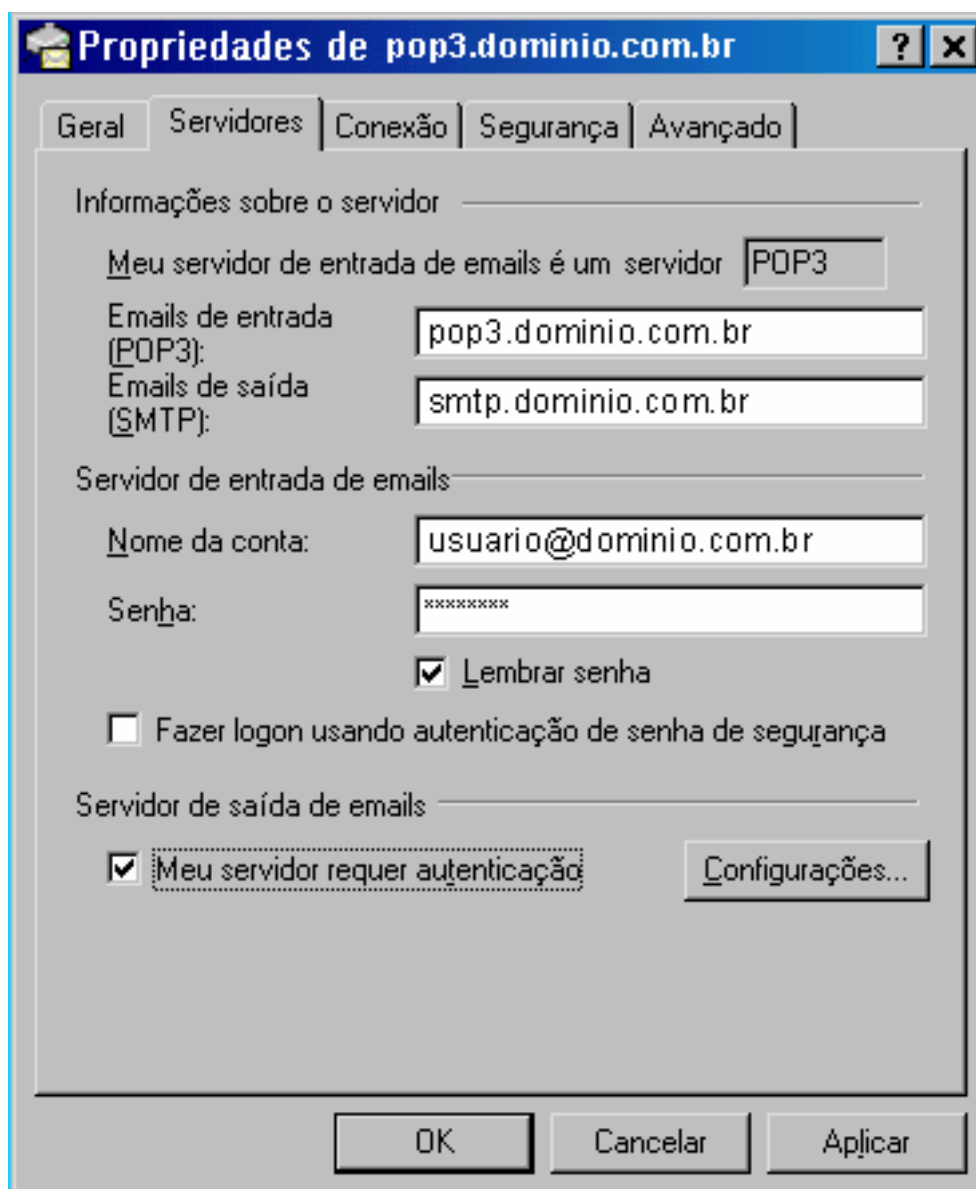 Propriedades de pop3.dominio.com.br
Geral Servidores Conexão Segurança Avançado
Informações sobre o servidor
Meu servidor de entrada de emails é um servidor POP3
Emails de entrada
(POP3):
pop3.dominio.com.br
Emails de saída
(SMTP):
smtp.dominio.com.br
Servidor de entrada de emails
Nome da conta: usuario@dominio.com.br
Senha: ××××××××
Lembrar senha
Fazer logon usando autenticação de senha de segurança
Servidor de saída de emails
Meu servidor requer autenticação Configurações...
OK Cancelar Aplicar